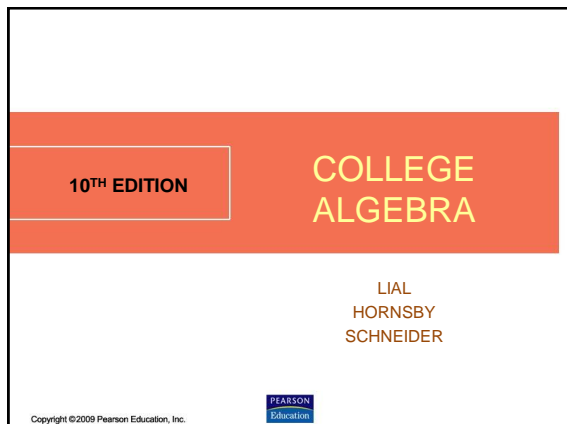 10TH EDITION
COLLEGE
ALGEBRA
LIAL
HORNSBY
SCHNEIDER
Copyright ©2009 Pearson Education, Inc.
PEARSON
Education